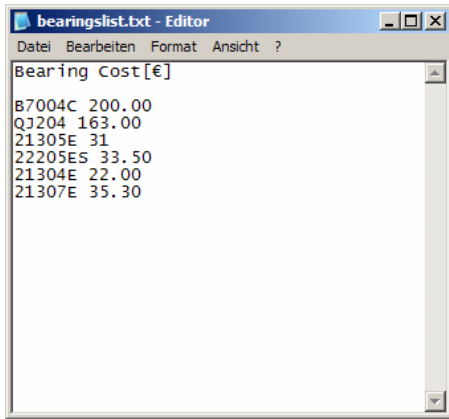 bearingslist.txt - Editor
Datei Bearbeiten Format Ansicht ?
Bearing Cost[€]
B7004C 200.00
QJ204 163.00
21305E 31
22205ES 33.50
21304E 22.00
21307E 35.30